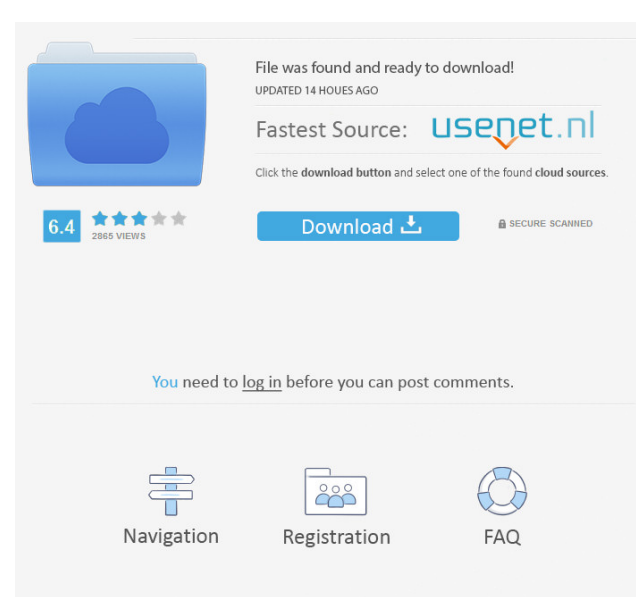 File was found and ready to download!
UPDATED 14 HOUES AGO
Fastest Source: usenet.nl
Click the download button and select one of the found cloud sources.
6.4
2865 VIEWS
Download
SECURE SCANNED
You need to log in before you can post comments.
Navigation
Registration
FAQ